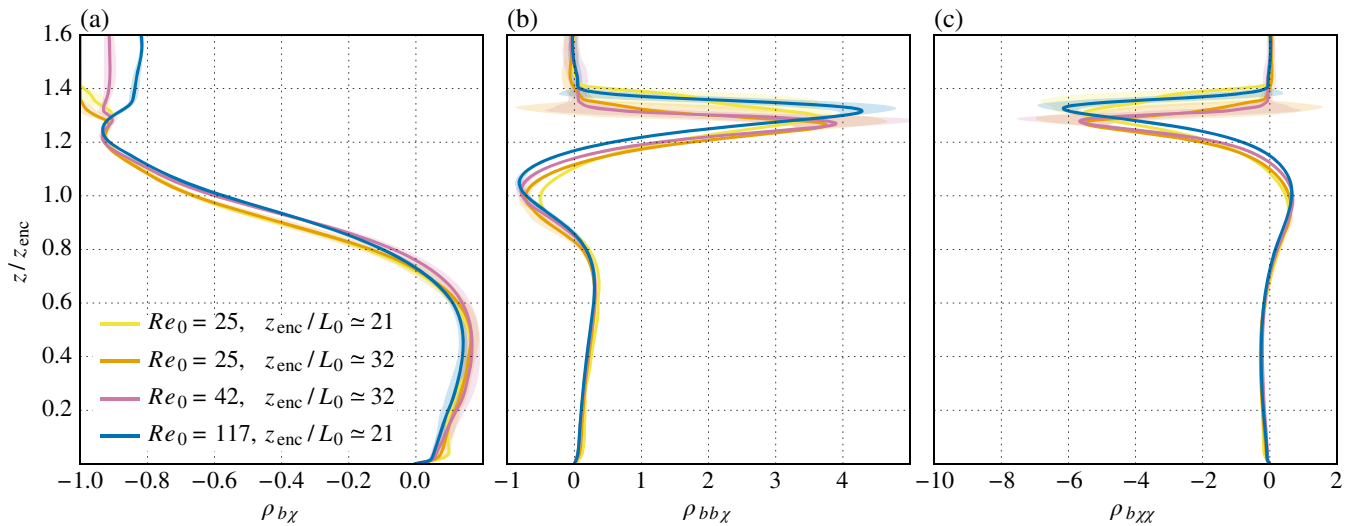 (a) (b) (c)
1.6
1.4
1.2
1.0
0.8
0.6
0.4
0.2
z/z_enc
Re_0 = 25, z_enc/L_0 ≃ 21
Re_0 = 25, z_enc/L_0 ≃ 32
Re_0 = 42, z_enc/L_0 ≃ 32
Re_0 = 117, z_enc/L_0 ≃ 21
−1.0 −0.8 −0.6 −0.4 −0.2 0.0
ρ_bχ
−1 0 1 2 3 4
ρ_bbχ
−10 −8 −6 −4 −2 0 2
ρ_bχχ